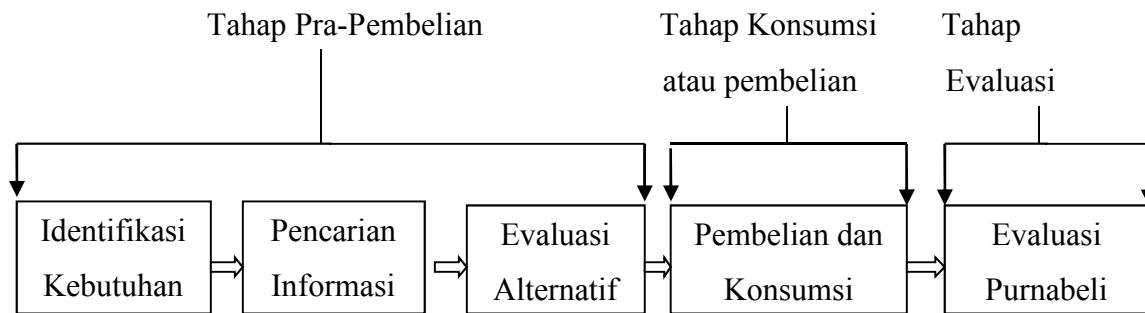 Tahap Pra-Pembelian
Tahap Konsumsi
atau pembelian
Tahap
Evaluasi
Identifikasi
Kebutuhan
Pencarian
Informasi
Evaluasi
Alternatif
Pembelian dan
Konsumsi
Evaluasi
Purnabeli